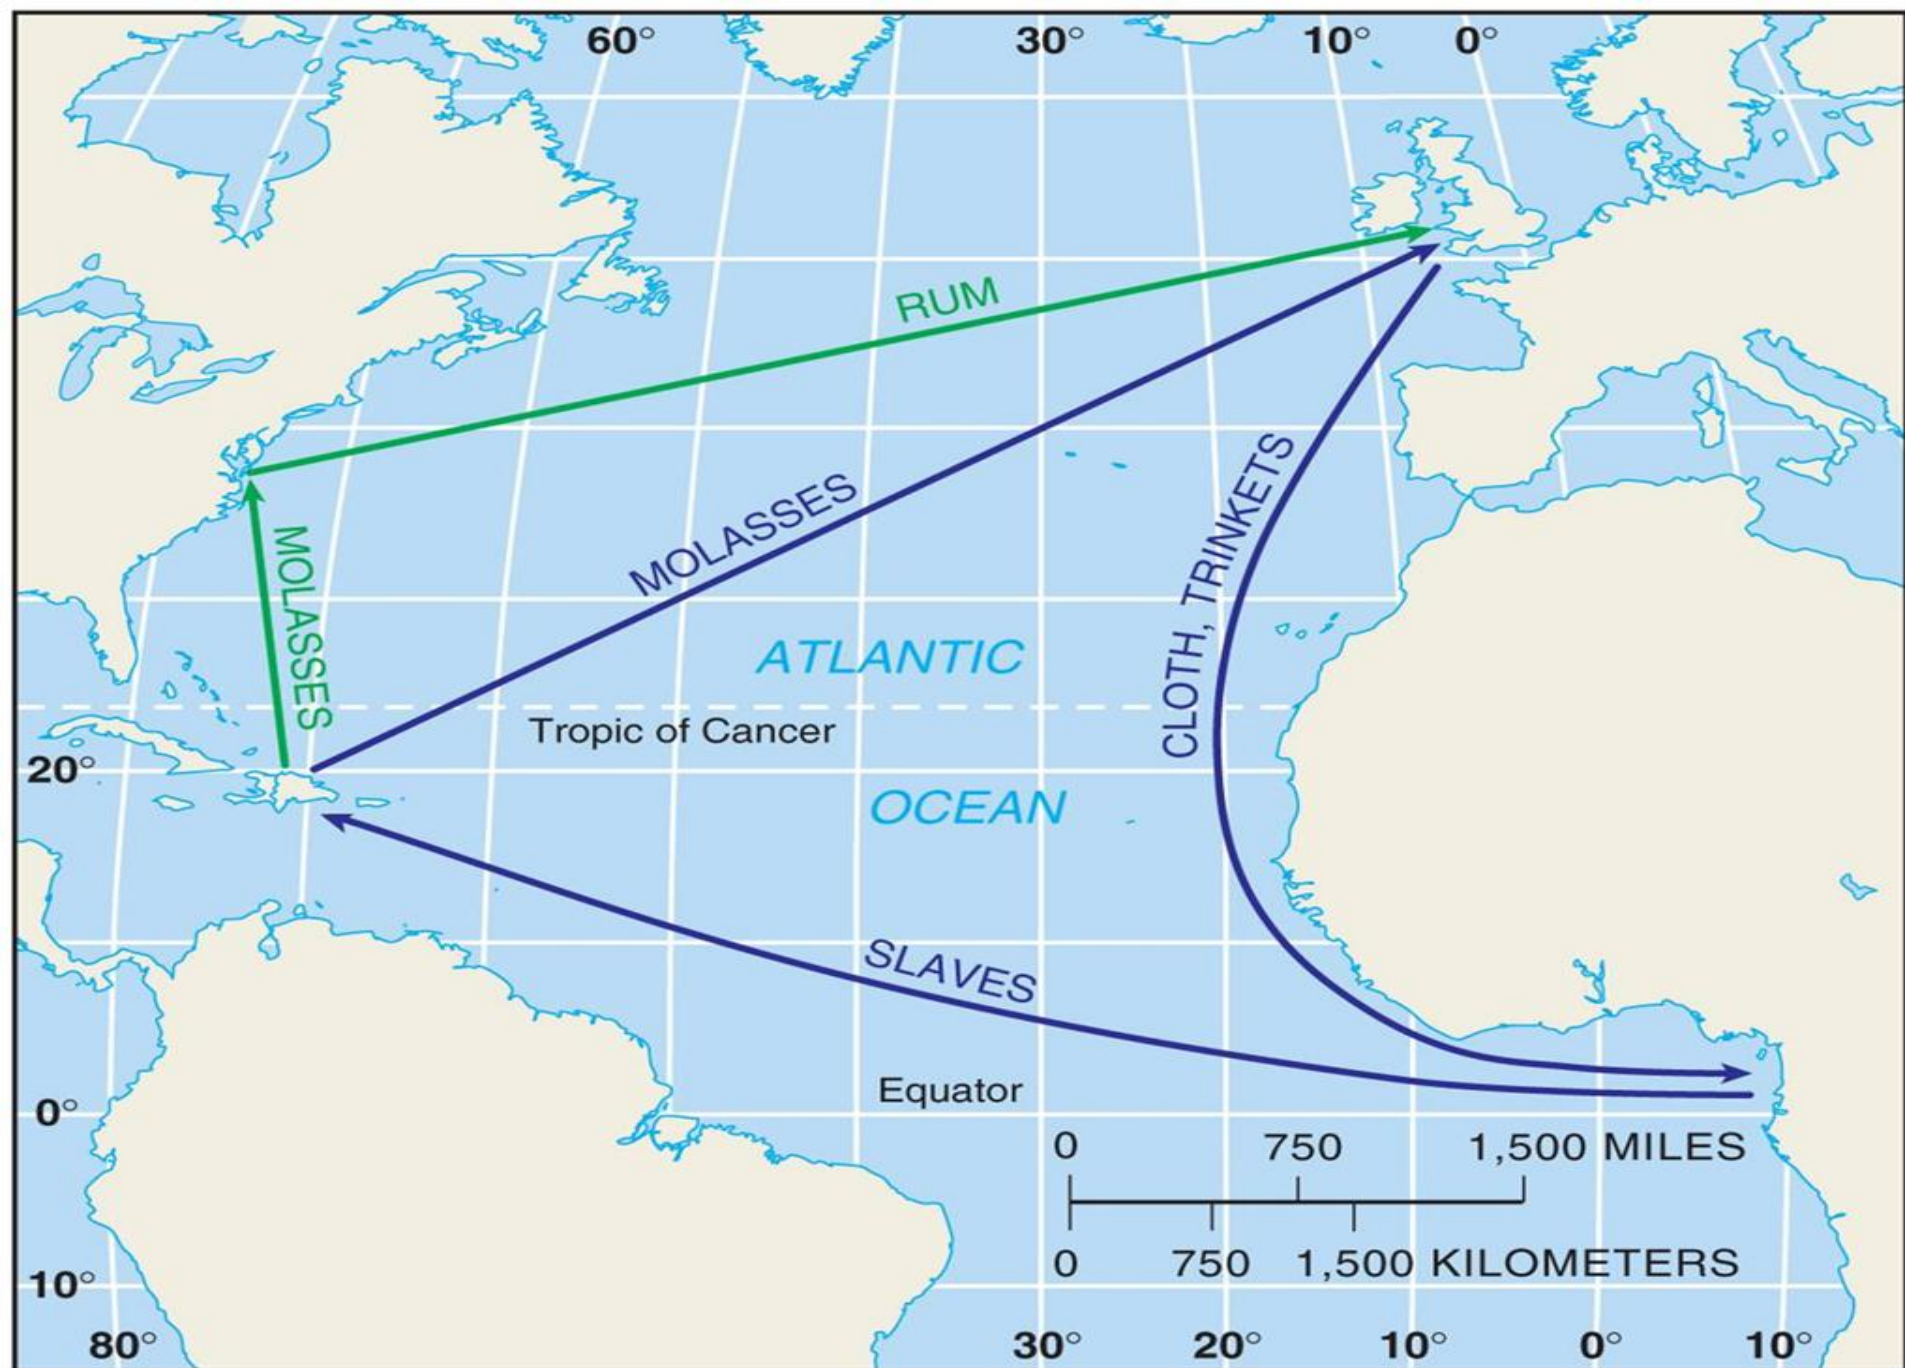 60° 30° 10° 0°
RUM
MOLASSES
CLOTH, TRINKETS
MOLASSES
ATLANTIC
Tropic of Cancer
20°
OCEAN
SLAVES
Equator
0°
0 750 1,500 MILES
0 750 1,500 KILOMETERS
10°
80° 30° 20° 10° 0° 10°